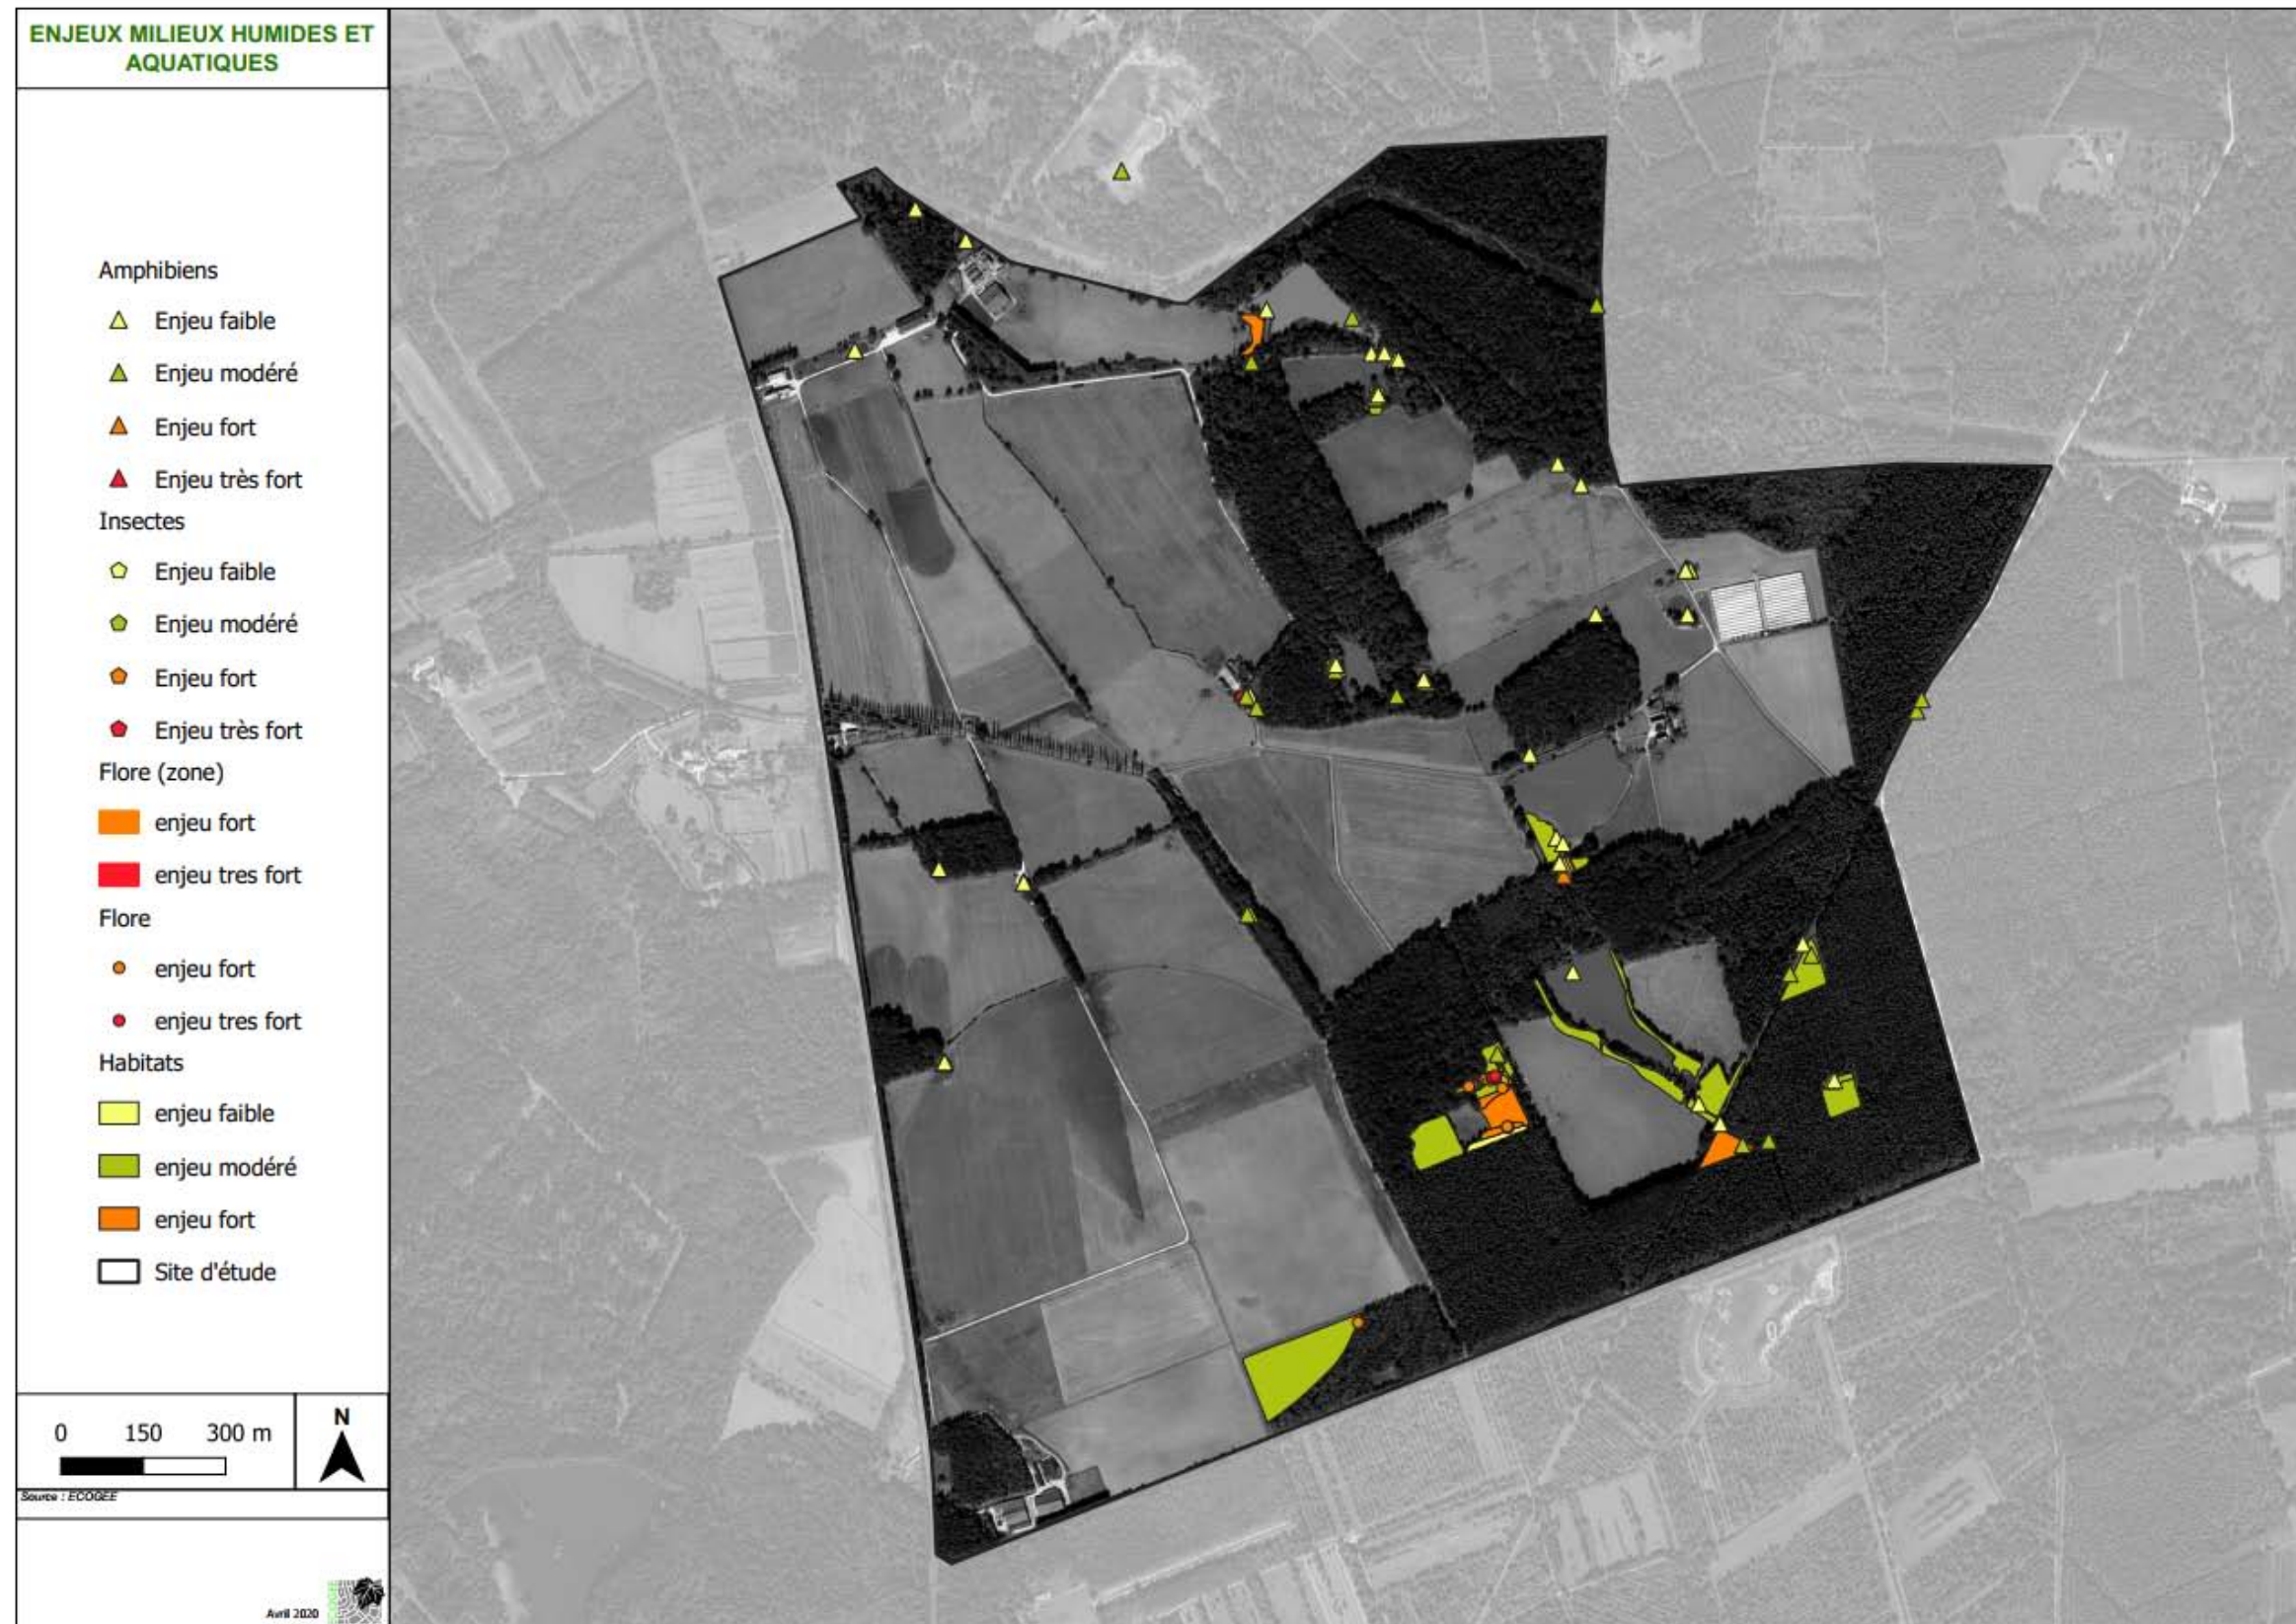 ENJEUX MILIEUX HUMIDES ET
AQUATIQUES
Amphibiens
Enjeu faible
Enjeu modéré
Enjeu fort
Enjeu très fort
Insectes
Enjeu faible
Enjeu modéré
Enjeu fort
Enjeu très fort
Flore (zone)
enjeu fort
enjeu tres fort
Flore
enjeu fort
enjeu tres fort
Habitats
enjeu faible
enjeu modéré
enjeu fort
Site d'étude
0 150 300 m
N
Source : ECOGEE
Avril 2020
ECOGEE